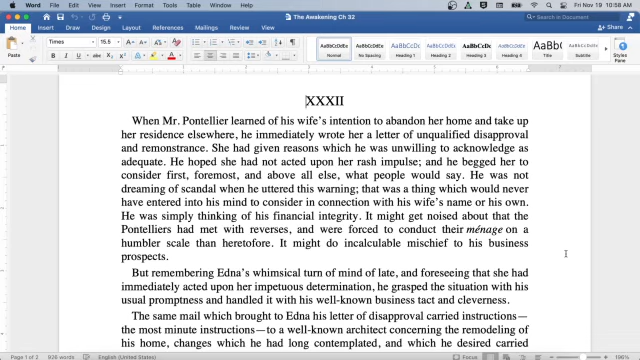 Word File Edit View Insert Format Tools Table Window Help
Fri Nov 19 10:58 AM
The Awakening Ch 32
Search in Document
Home Insert Draw Design Layout References Mailings Review View
Share
Paste
Times 15.5
AaBbCcDdEe AaBbCcDdEe
Normal No Spacing Heading 1 Heading 2 Heading 3 Heading 4 Title Subtitle
Styles Pane
XXXII
When Mr. Pontellier learned of his wife's intention to abandon her home and take up
her residence elsewhere, he immediately wrote her a letter of unqualified disapproval
and remonstrance. She had given reasons which he was unwilling to acknowledge as
adequate. He hoped she had not acted upon her rash impulse; and he begged her to
consider first, foremost, and above all else, what people would say. He was not
dreaming of scandal when he uttered this warning; that was a thing which would never
have entered into his mind to consider in connection with his wife's name or his own.
He was simply thinking of his financial integrity. It might get noised about that the
Pontelliers had met with reverses, and were forced to conduct their ménage on a
humbler scale than heretofore. It might do incalculable mischief to his business
prospects.
But remembering Edna's whimsical turn of mind of late, and foreseeing that she had
immediately acted upon her impetuous determination, he grasped the situation with his
usual promptness and handled it with his well-known business tact and cleverness.
The same mail which brought to Edna his letter of disapproval carried instructions—
the most minute instructions—to a well-known architect concerning the remodeling of
his home, changes which he had long contemplated, and which he desired carried
Page 1 of 2 928 words English (United States) Focus 196%